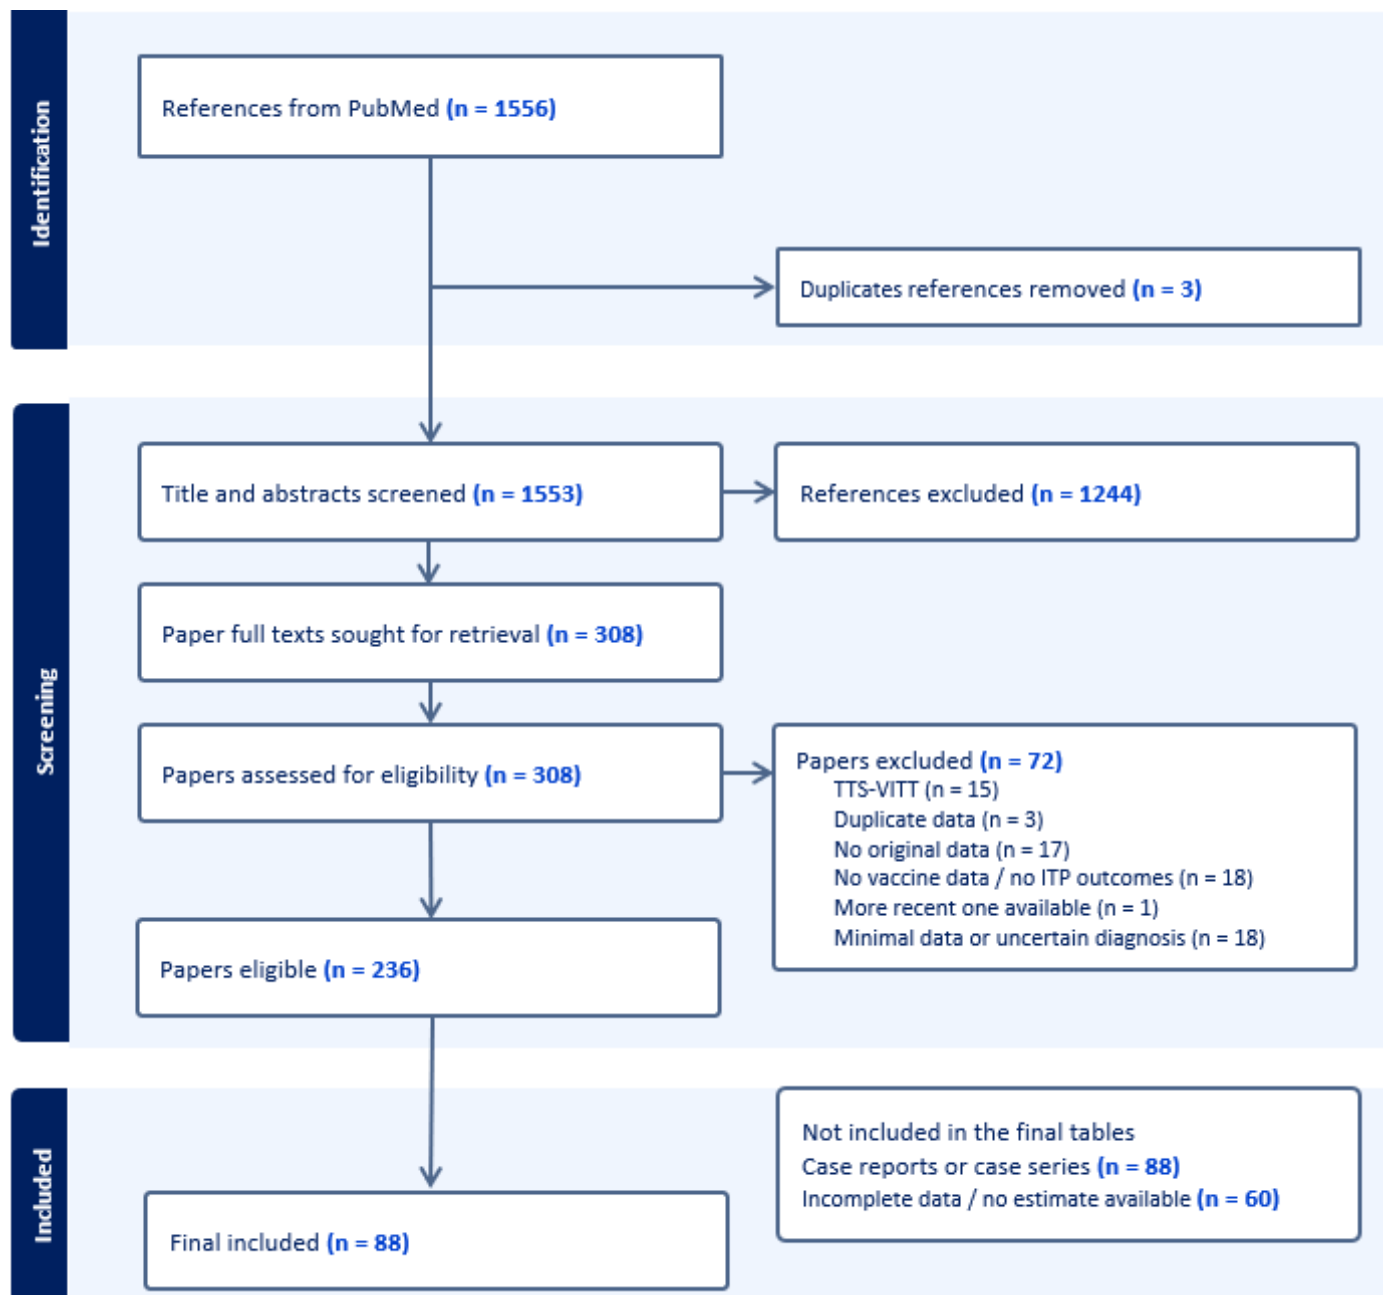 Identification
References from PubMed (n = 1556)
Duplicates references removed (n = 3)
Screening
Title and abstracts screened (n = 1553)
References excluded (n = 1244)
Paper full texts sought for retrieval (n = 308)
Papers assessed for eligibility (n = 308)
Papers excluded (n = 72)
TTS-VITT (n = 15)
Duplicate data (n = 3)
No original data (n = 17)
No vaccine data / no ITP outcomes (n = 18)
More recent one available (n = 1)
Minimal data or uncertain diagnosis (n = 18)
Papers eligible (n = 236)
Included
Not included in the final tables
Case reports or case series (n = 88)
Incomplete data / no estimate available (n = 60)
Final included (n = 88)